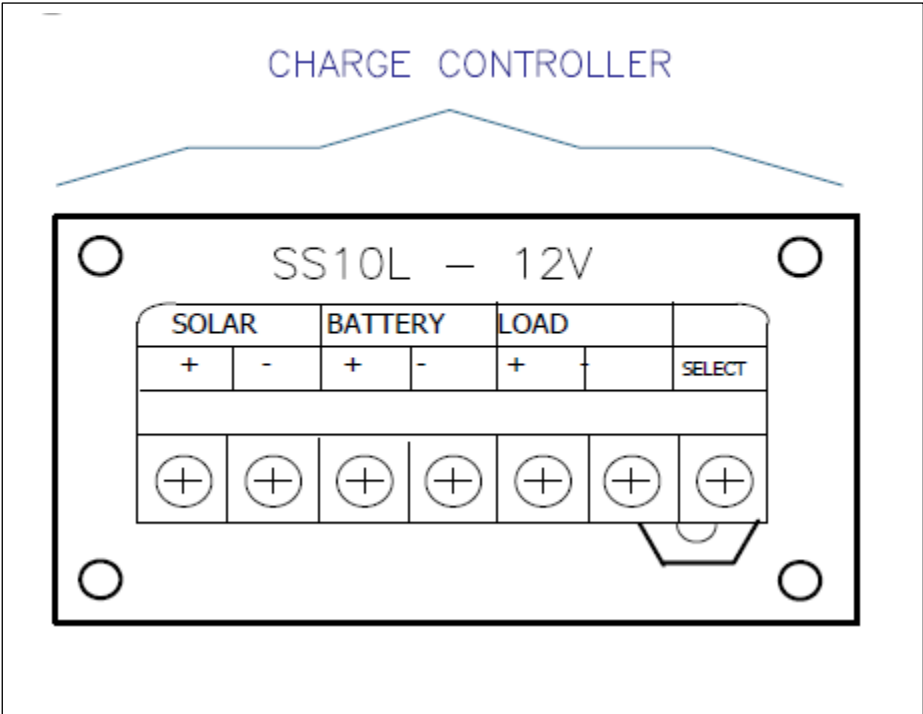 CHARGE CONTROLLER
SS10L – 12V
SOLAR BATTERY LOAD
+ - + - + - SELECT